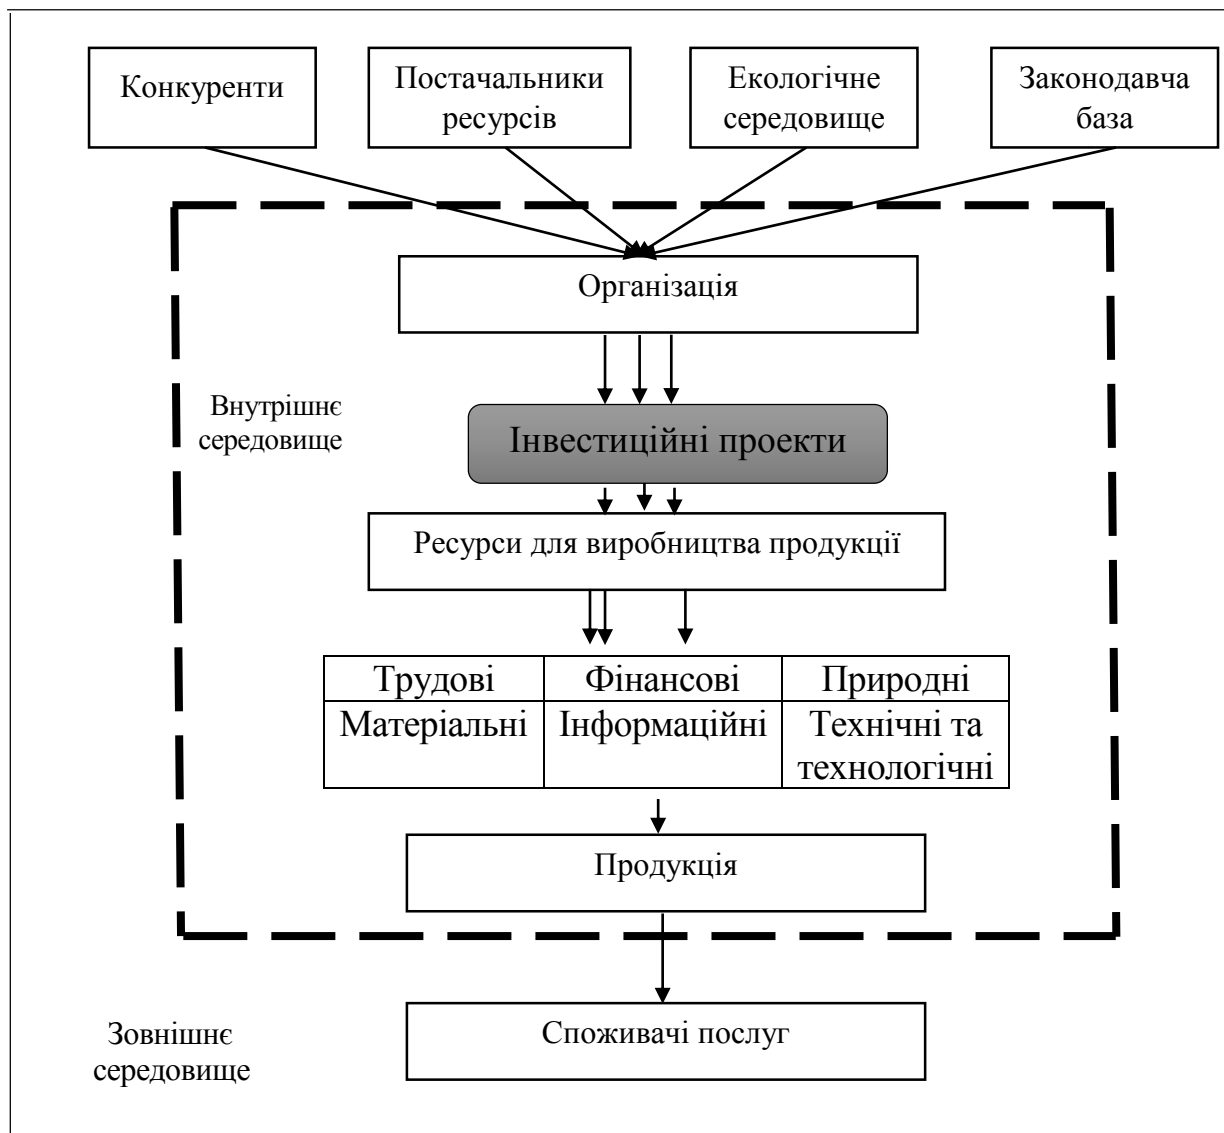 Конкуренти
Постачальники
ресурсів
Екологічне
середовище
Законодавча
база
Організація
Внутрішнє
середовище
Інвестиційні проекти
Ресурси для виробництва продукції
Трудові
Фінансові
Природні
Матеріальні
Інформаційні
Технічні та
технологічні
Продукція
Зовнішнє
середовище
Споживачі послуг